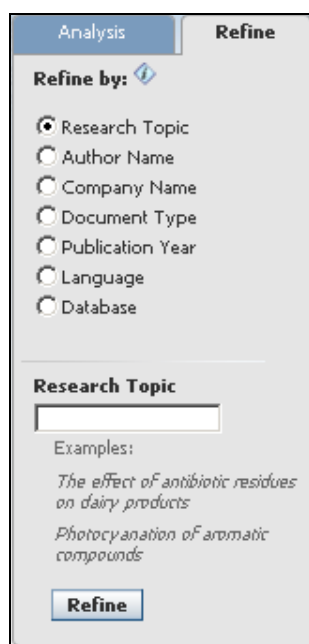 Analysis
Refine
Refine by:
Research Topic
Author Name
Company Name
Document Type
Publication Year
Language
Database
Research Topic
Examples:
The effect of antibiotic residues
on dairy products
Photocyanation of aromatic
compounds
Refine